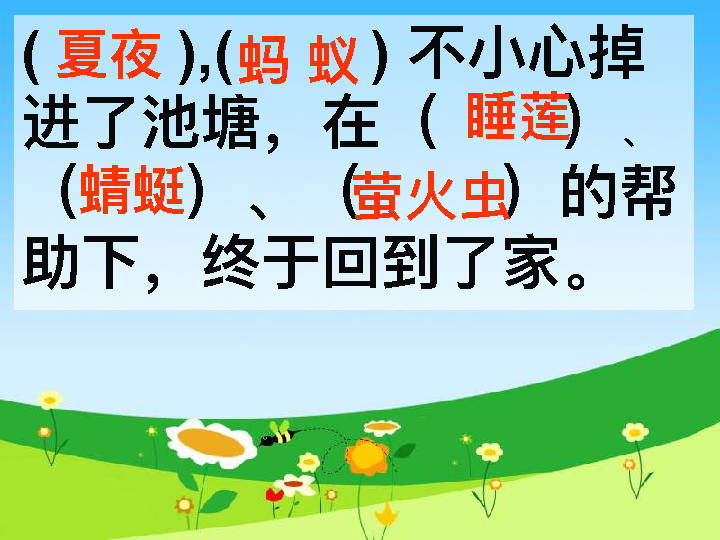 ( 夏夜 ),( 蚂 蚁 ) 不小心掉
进了池塘，在（ 睡莲）、
（蜻蜓）、（萤火虫）的帮
助下，终于回到了家。